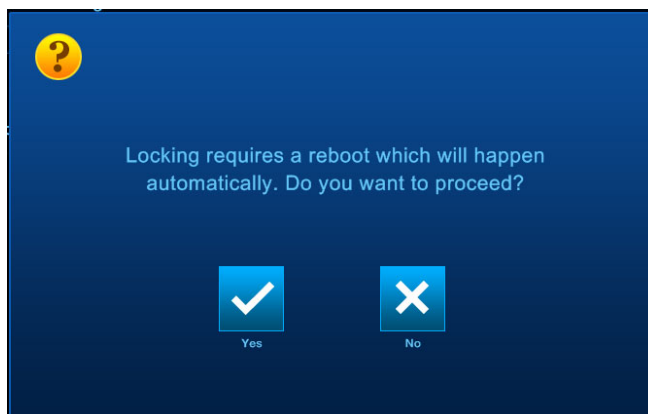 Locking requires a reboot which will happen
automatically. Do you want to proceed?
Yes
No